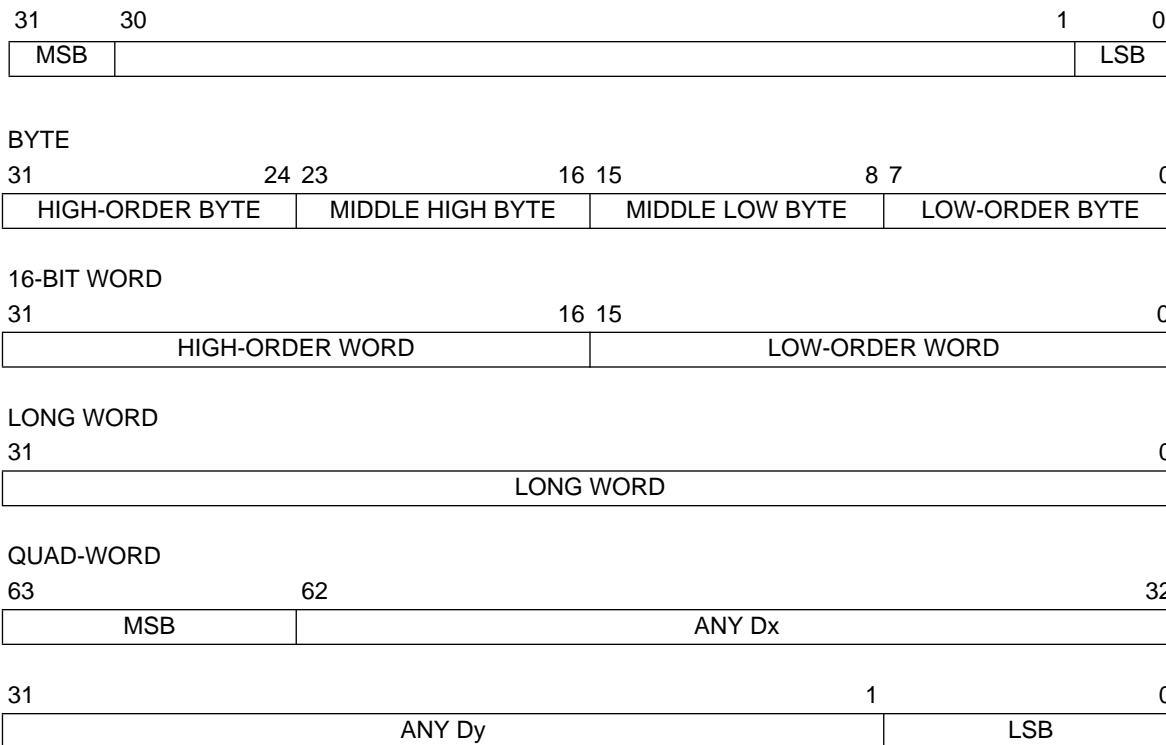 31 30 1 0
MSB LSB
BYTE
31 24 23 16 15 8 7 0
HIGH-ORDER BYTE MIDDLE HIGH BYTE MIDDLE LOW BYTE LOW-ORDER BYTE
16-BIT WORD
31 16 15 0
HIGH-ORDER WORD LOW-ORDER WORD
LONG WORD
31 0
LONG WORD
QUAD-WORD
63 62 32
MSB ANY Dx
31 1 0
ANY Dy LSB